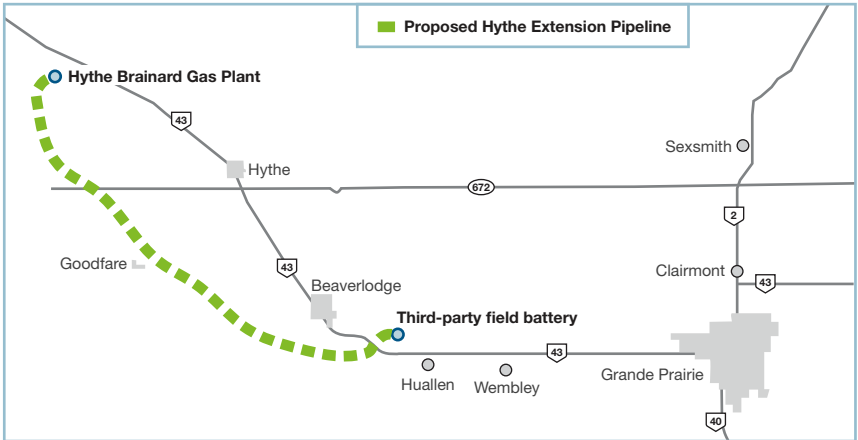 Proposed Hythe Extension Pipeline
Hythe Brainard Gas Plant
43
Sexsmith
Hythe
672
2
Goodfare
43
Clairmont
43
Beaverlodge
Third-party field battery
43
Huallen
Wembley
Grande Prairie
40